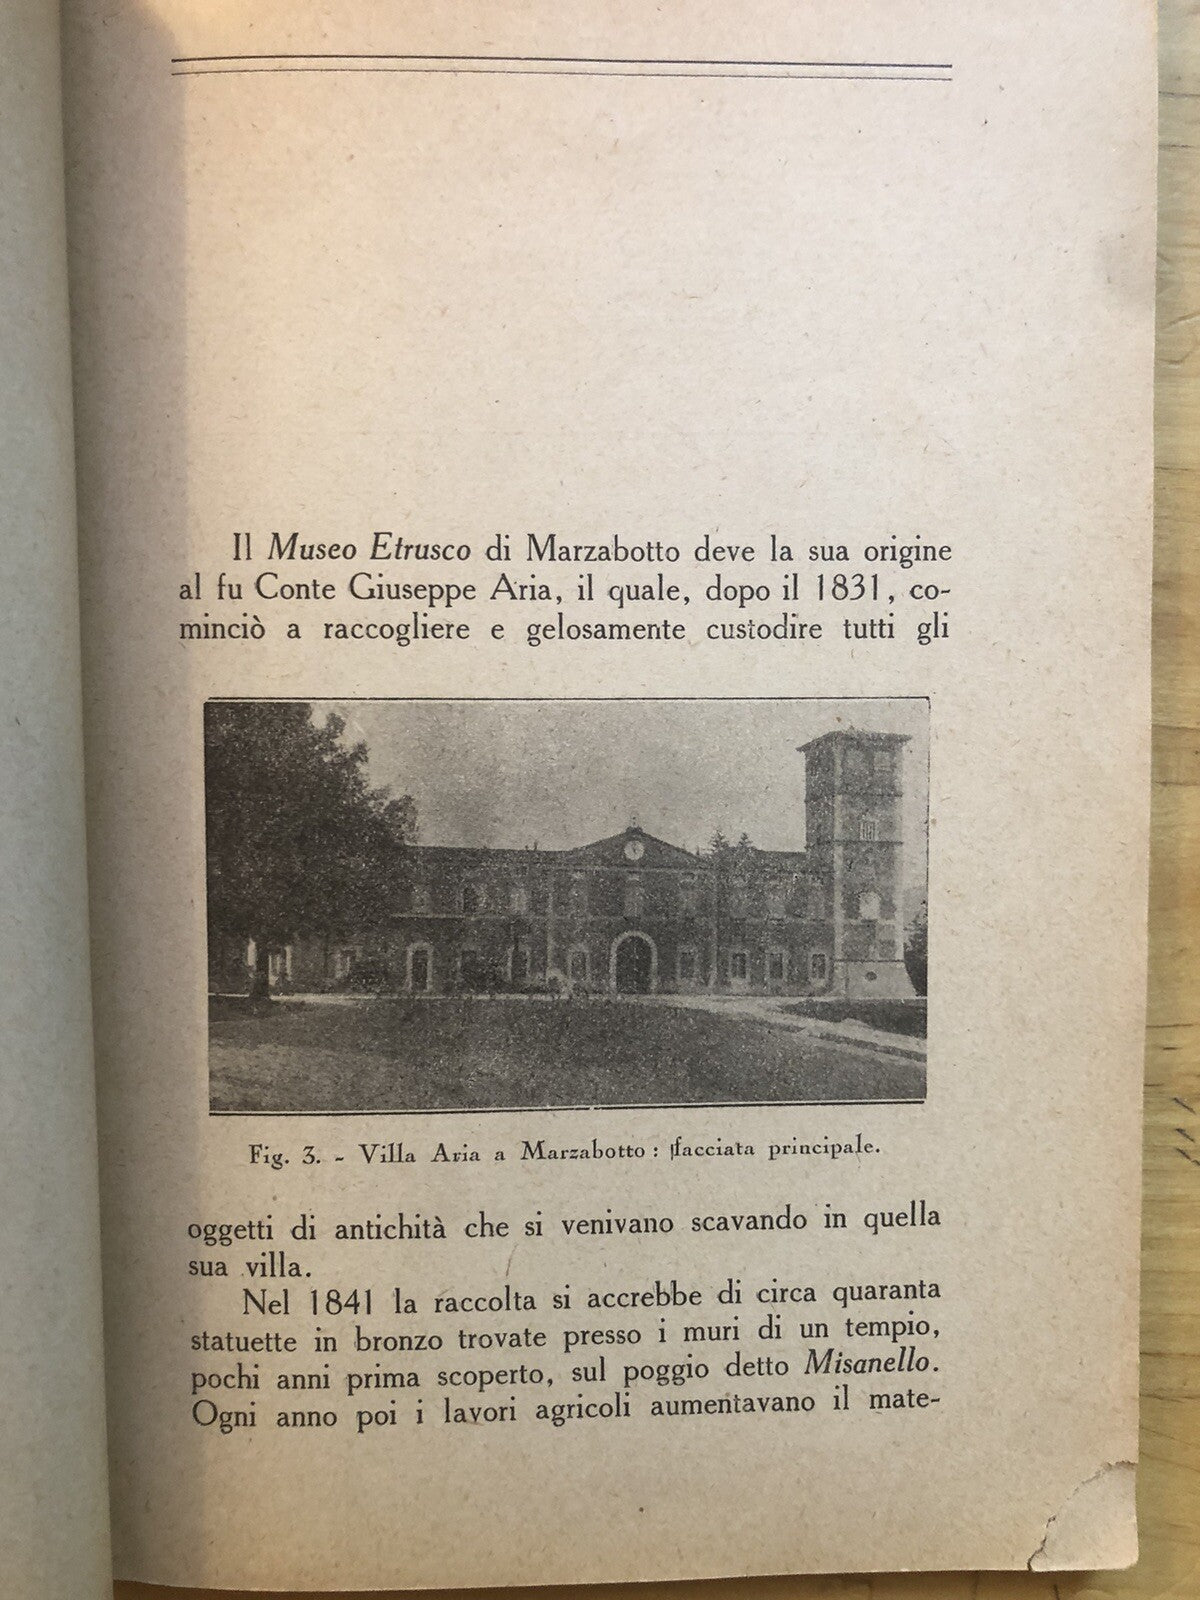 Il Museo Etrusco di Marzabotto deve la sua origine
al fu Conte Giuseppe Aria, il quale, dopo il 1831, co-
minciò a raccogliere e gelosamente custodire tutti gli
Fig. 3. - Villa Aria a Marzabotto: facciata principale.
oggetti di antichità che si venivano scavando in quella
sua villa.
Nel 1841 la raccolta si accrebbe di circa quaranta
statuette in bronzo trovate presso i muri di un tempio,
pochi anni prima scoperto, sul poggio detto Misanello.
Ogni anno poi i lavori agricoli aumentavano il mate-